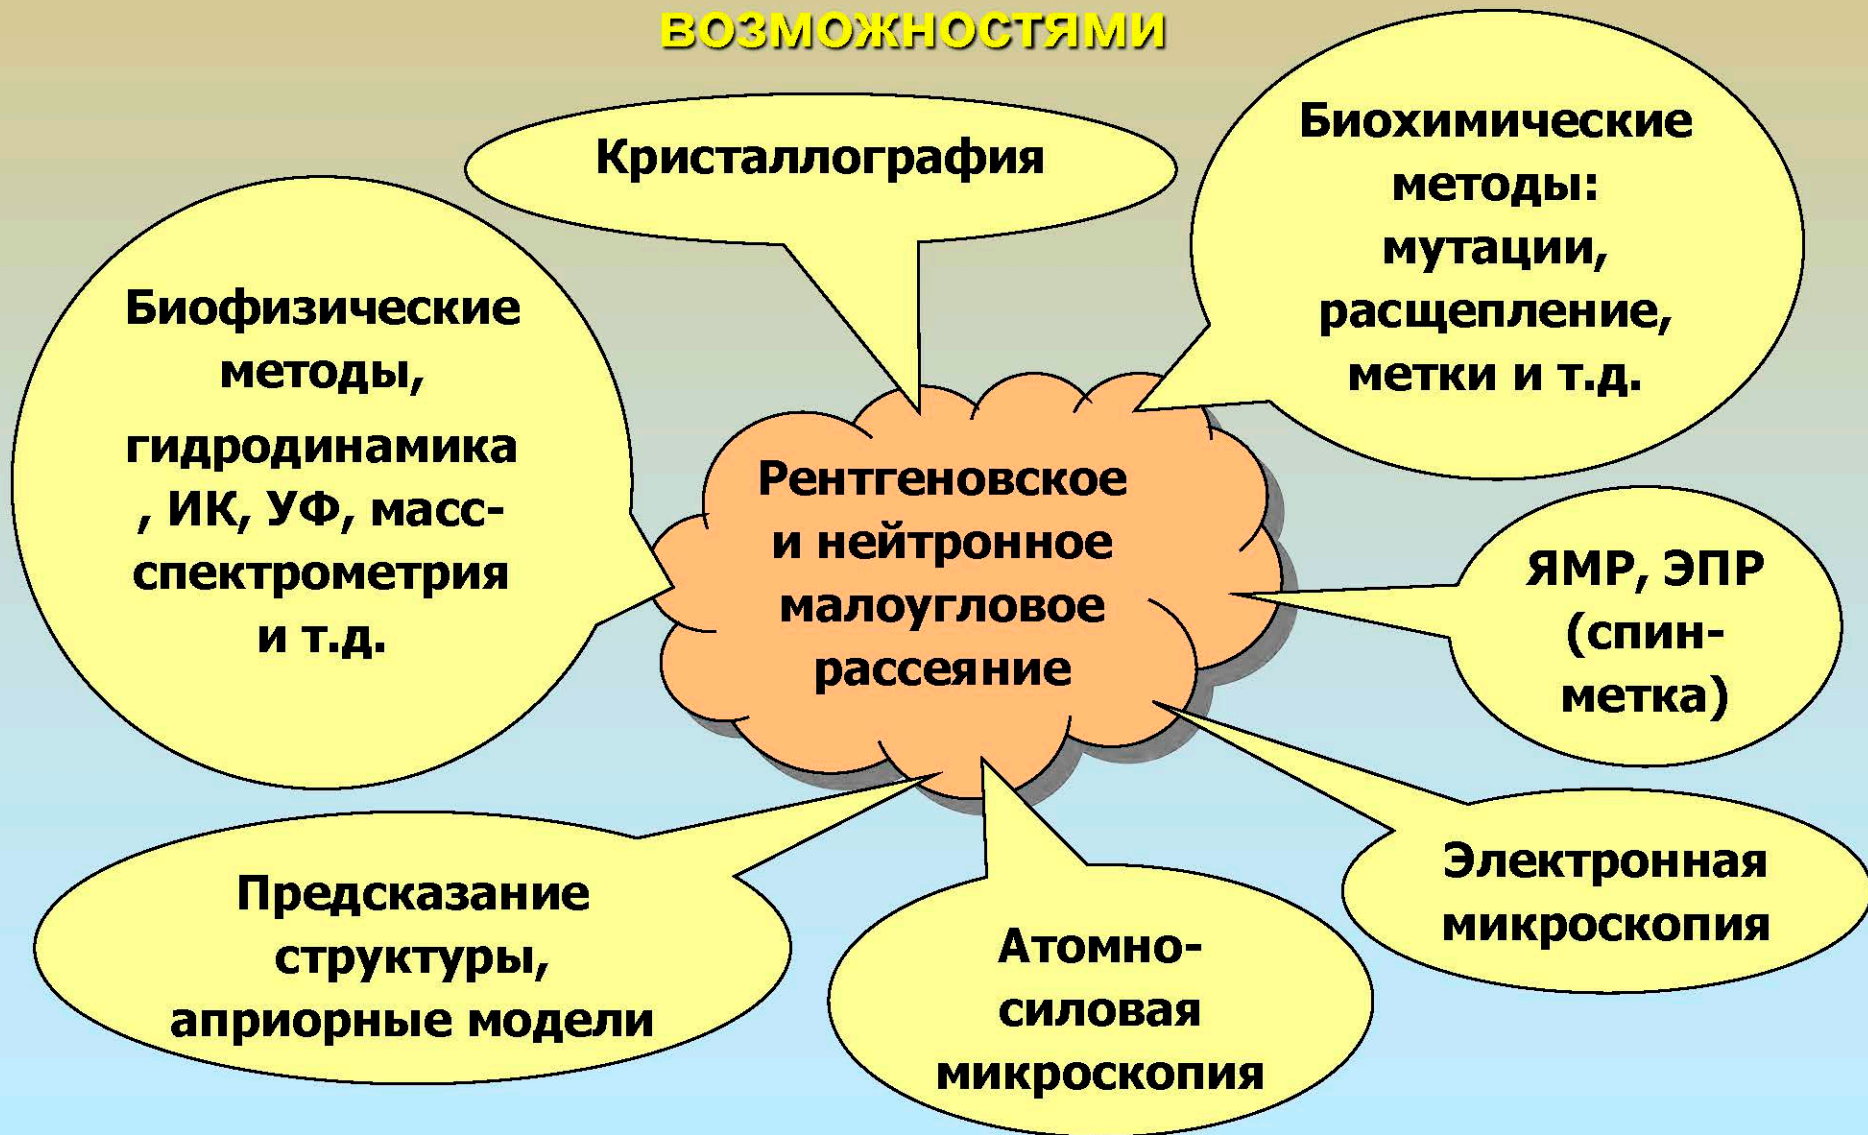 ВОЗМОЖНОСТЯМИ
Кристаллография
Биохимические
методы:
мутации,
расщепление,
метки и т.д.
Биофизические
методы,
гидродинамика
, ИК, УФ, масс-
спектрометрия
и т.д.
Рентгеновское
и нейтронное
малоугловое
рассеяние
ЯМР, ЭПР
(спин-
метка)
Электронная
микроскопия
Предсказание
структуры,
априорные модели
Атомно-
силовая
микроскопия